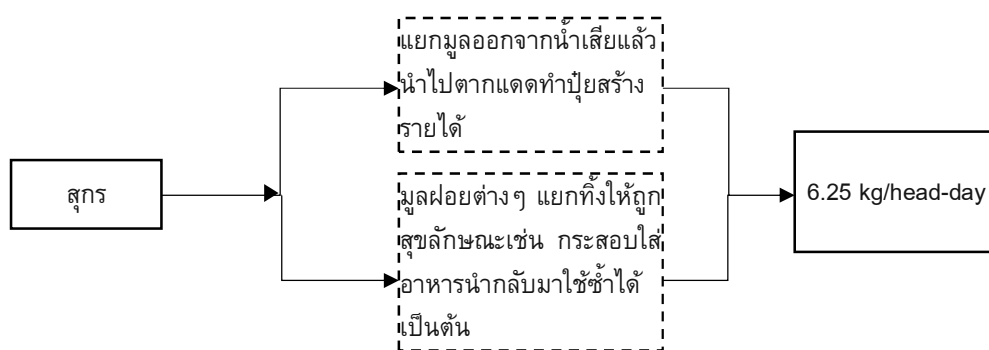 สุกร
แยกมูลออกจากน้ำเสียแล้ว
นำไปตากแดดทำปุ๋ยสร้าง
รายได้
มูลฝอยต่างๆ แยกทิ้งให้ถูก
สุขลักษณะเช่น กระสอบใส่
อาหารนำกลับมาใช้ซ้ำได้
เป็นต้น
6.25 kg/head-day